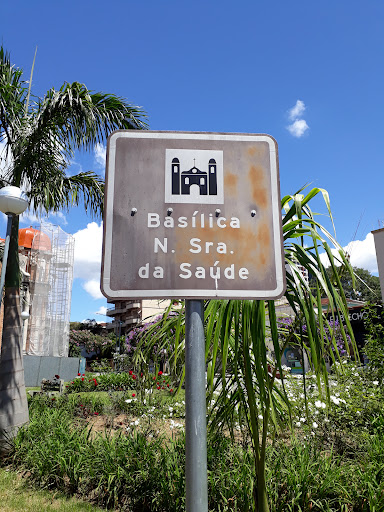 Basílica
N. Sra.
da Saúde